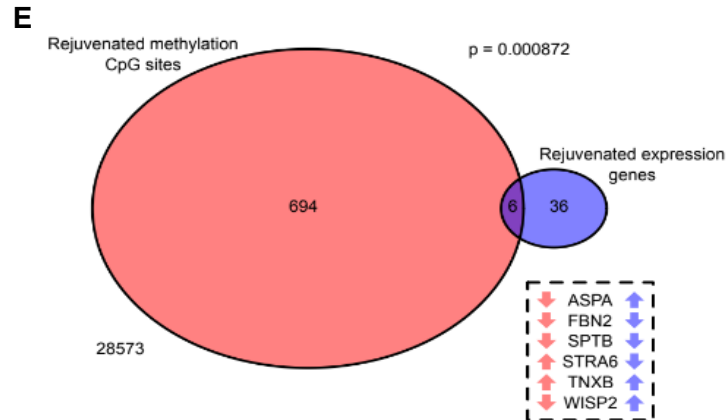 E
Rejuvenated methylation
CpG sites
p = 0.000872
Rejuvenated expression
genes
694
6
36
28573
ASPA
FBN2
SPTB
STRA6
TNXB
WISP2